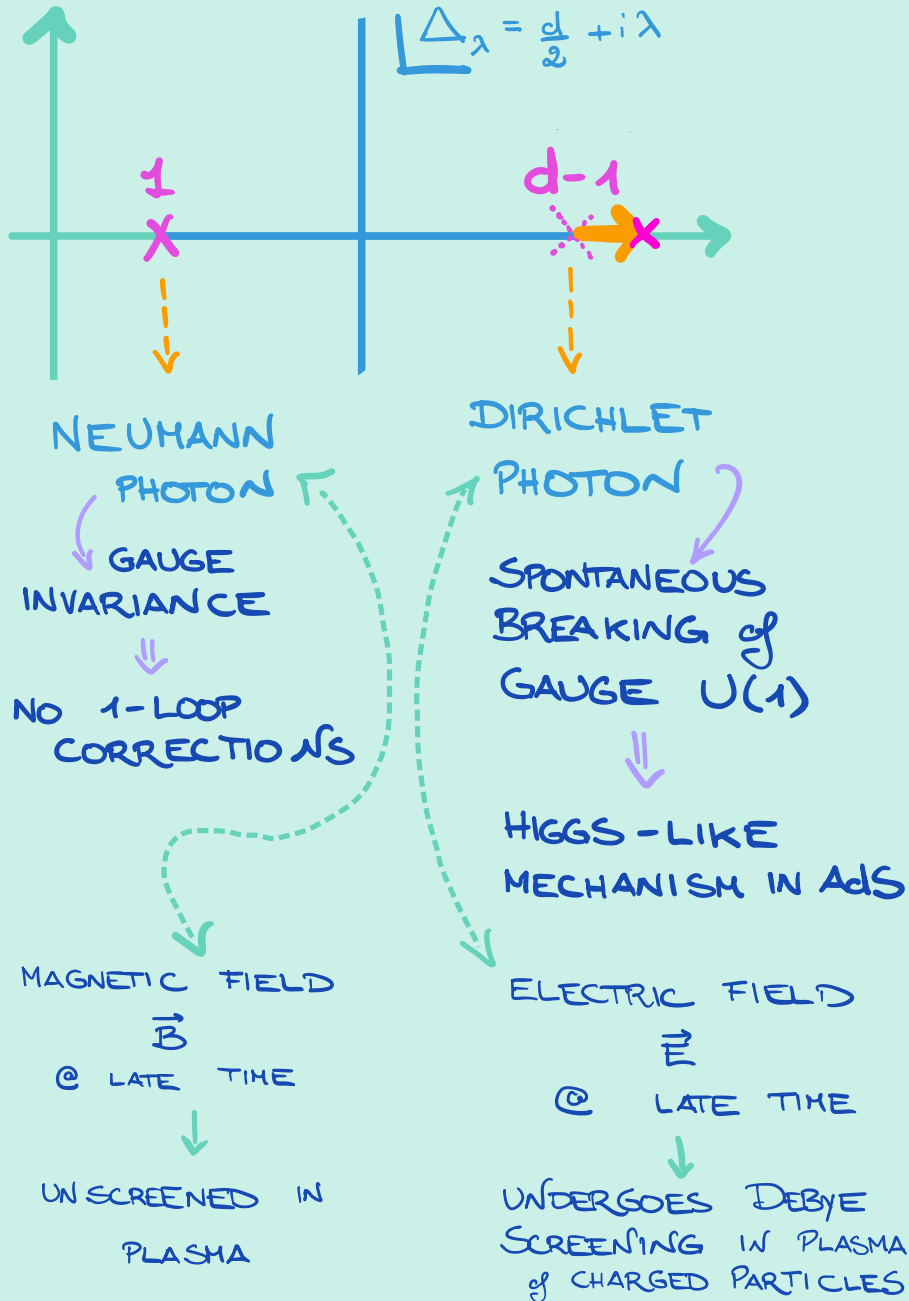 Δ_λ = d/2 + iλ
1
d-1
NEUMANN
PHOTON
GAUGE
INVARIANCE
NO 1-LOOP
CORRECTIONS
DIRICHLET
PHOTON
SPONTANEOUS
BREAKING of
GAUGE U(1)
HIGGS-LIKE
MECHANISM IN AdS
MAGNETIC FIELD
B⃗
@ LATE TIME
UNSCREENED IN
PLASMA
ELECTRIC FIELD
E⃗
@ LATE TIME
UNDERGOES DEBYE
SCREENING IN PLASMA
of CHARGED PARTICLES